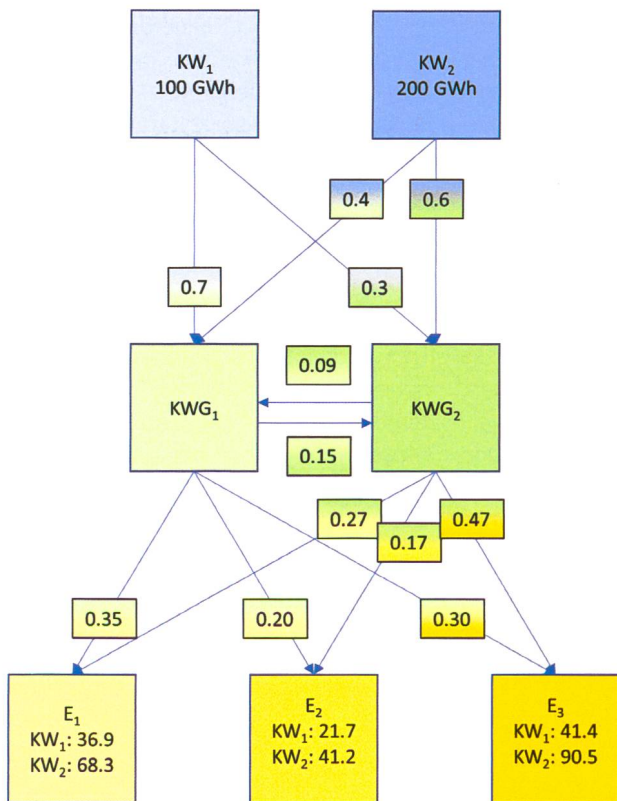 KW₁
100 GWh
KW₂
200 GWh
0.4
0.6
0.7
0.3
KWG₁
0.09
0.15
KWG₂
0.27
0.17
0.47
0.35
0.20
0.30
E₁
KW₁: 36.9
KW₂: 68.3
E₂
KW₁: 21.7
KW₂: 41.2
E₃
KW₁: 41.4
KW₂: 90.5